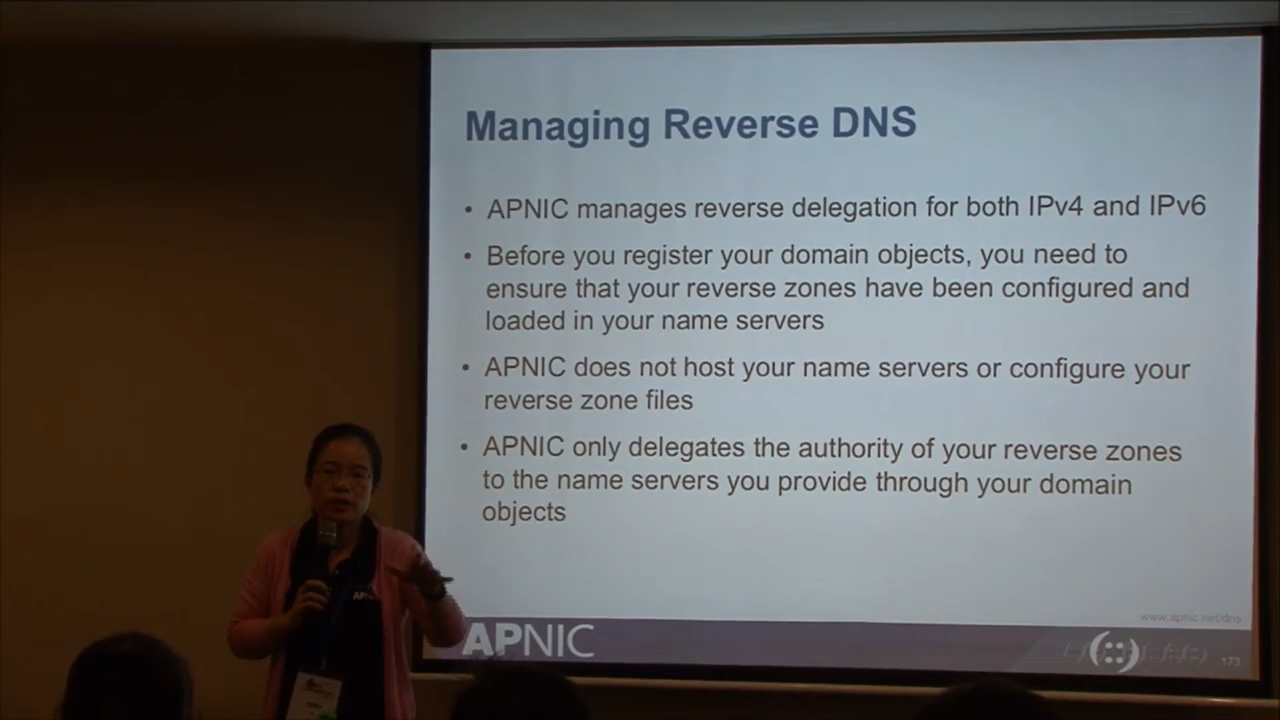 Managing Reverse DNS
• APNIC manages reverse delegation for both IPv4 and IPv6
• Before you register your domain objects, you need to
ensure that your reverse zones have been configured and
loaded in your name servers
• APNIC does not host your name servers or configure your
reverse zone files
• APNIC only delegates the authority of your reverse zones
to the name servers you provide through your domain
objects
www.apnic.net/dns
APNIC
173